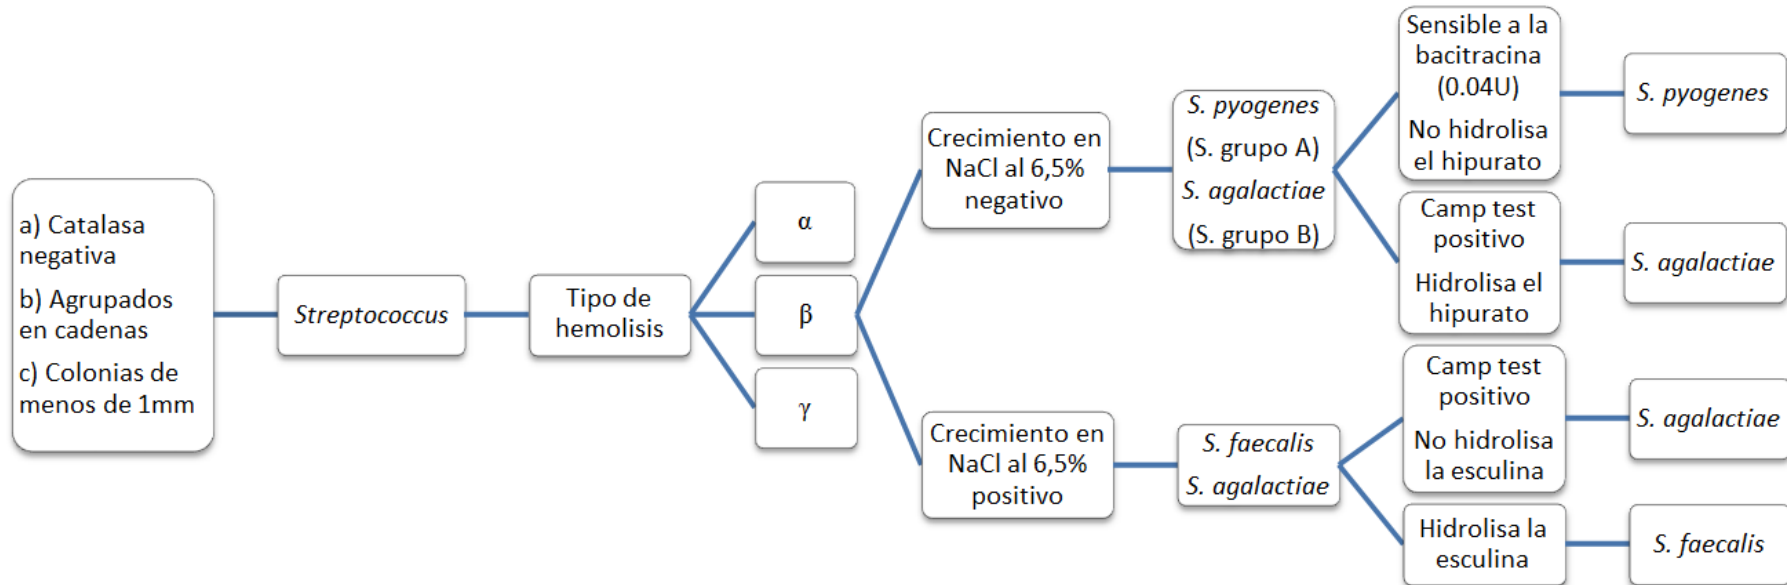 a) Catalasa
negativa
b) Agrupados
en cadenas
c) Colonias de
menos de 1mm
Streptococcus
Tipo de
hemolisis
α
β
γ
Crecimiento en
NaCl al 6,5%
negativo
S. pyogenes
(S. grupo A)
S. agalactiae
(S. grupo B)
Sensible a la
bacitracina
(0.04U)
No hidrolisa
el hipurato
S. pyogenes
Camp test
positivo
Hidrolisa el
hipurato
S. agalactiae
Crecimiento en
NaCl al 6,5%
positivo
S. faecalis
S. agalactiae
Camp test
positivo
No hidrolisa
la esculina
S. agalactiae
Hidrolisa la
esculina
S. faecalis